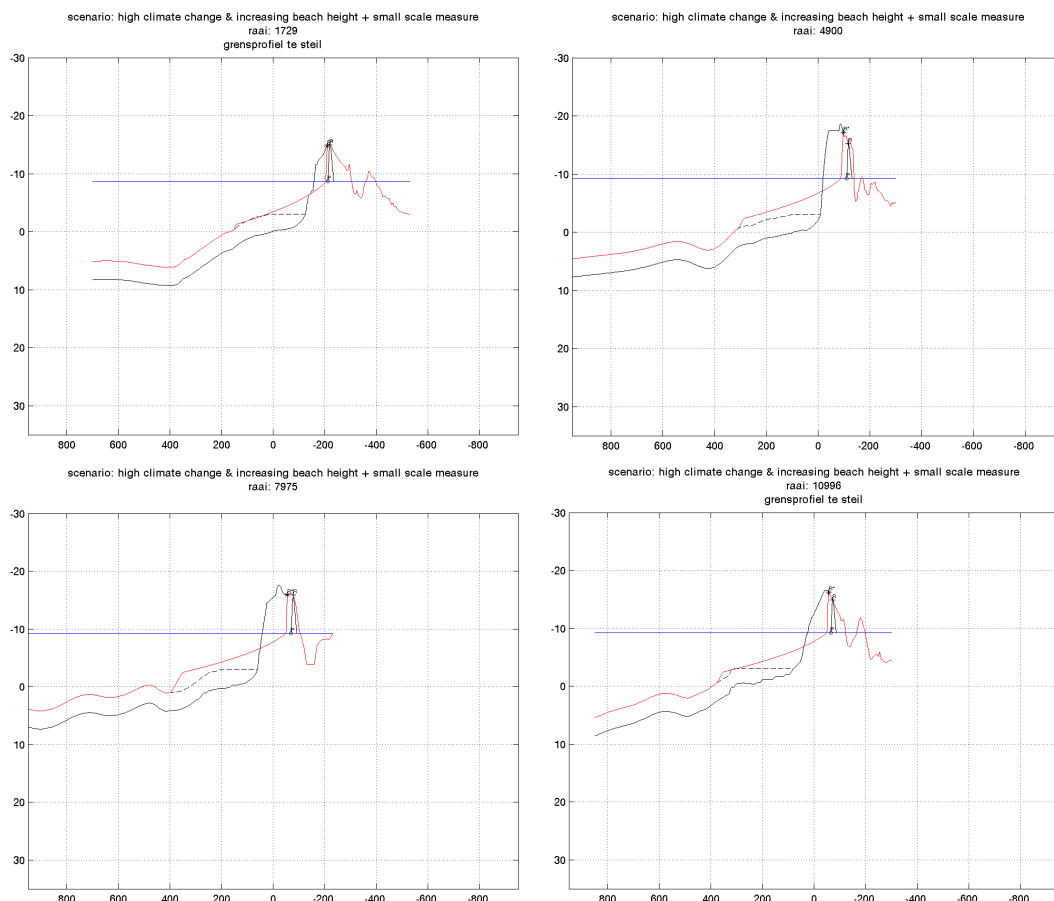 scenario: high climate change & increasing beach height + small scale measure
raai: 1729
grensprofiel te steil
-30
-20
-10
0
10
20
30
800 600 400 200 0 -200 -400 -600 -800
scenario: high climate change & increasing beach height + small scale measure
raai: 4900
-30
-20
-10
0
10
20
30
800 600 400 200 0 -200 -400 -600 -800
scenario: high climate change & increasing beach height + small scale measure
raai: 7975
-30
-20
-10
0
10
20
30
800 600 400 200 0 -200 -400 -600 -800
scenario: high climate change & increasing beach height + small scale measure
raai: 10996
grensprofiel te steil
-30
-20
-10
0
10
20
30
800 600 400 200 0 -200 -400 -600 -800